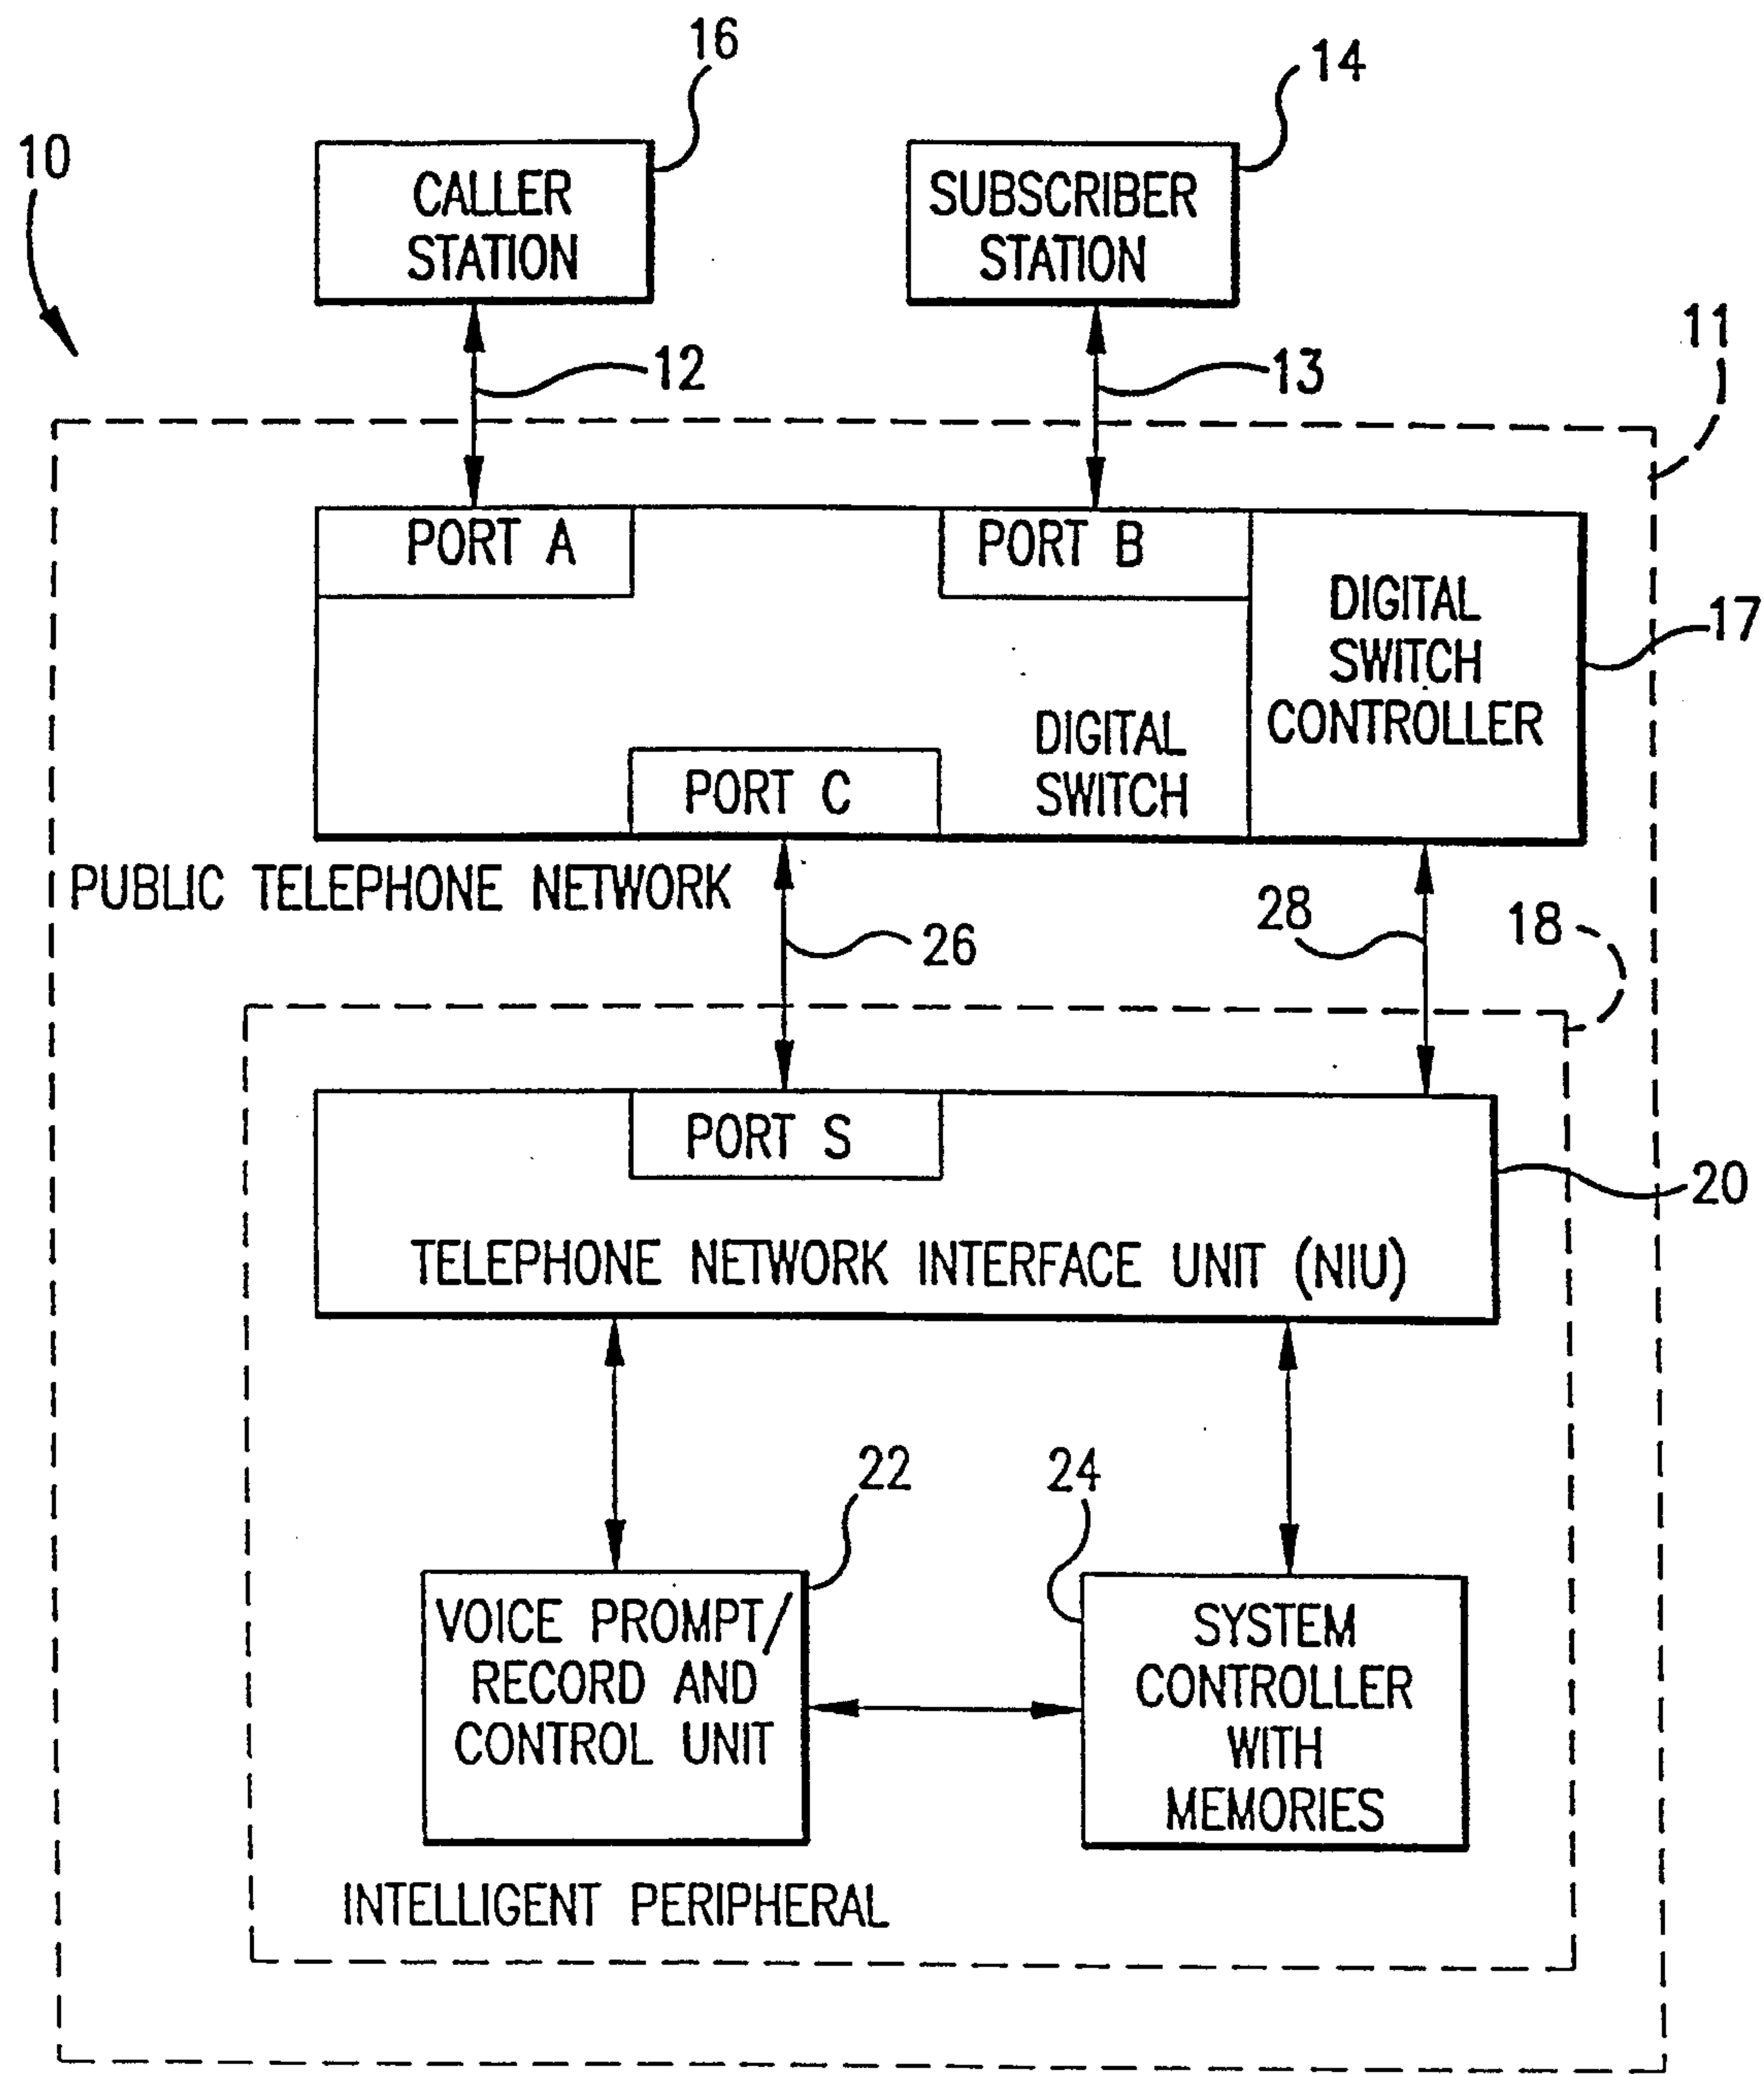 16
14
10
CALLER
STATION
SUBSCRIBER
STATION
11
12
13
PORT A
PORT B
DIGITAL
SWITCH
CONTROLLER
17
DIGITAL
SWITCH
PORT C
PUBLIC TELEPHONE NETWORK
26
28
18
PORT S
20
TELEPHONE NETWORK INTERFACE UNIT (NIU)
22
24
VOICE PROMPT/
RECORD AND
CONTROL UNIT
SYSTEM
CONTROLLER
WITH
MEMORIES
INTELLIGENT PERIPHERAL